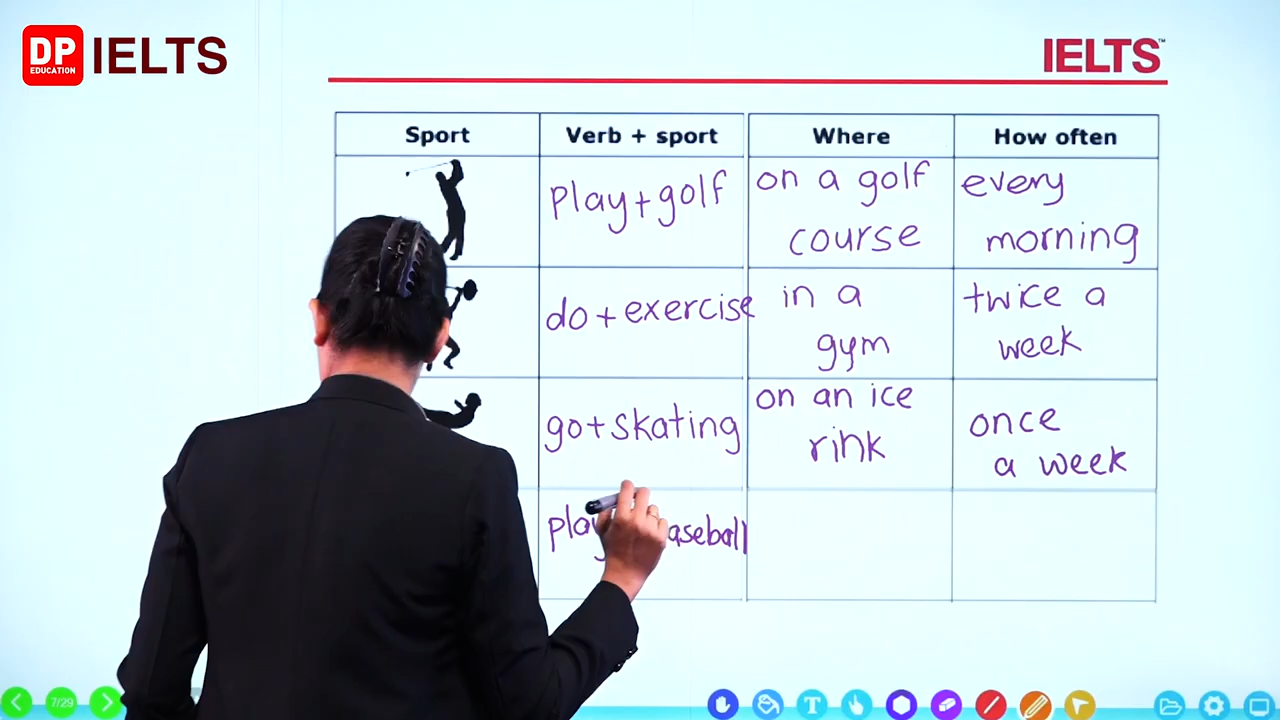 DP
EDUCATION
IELTS
IELTS™
Sport Verb + sport Where How often
play+golf on a golf course every morning
do+exercise in a gym twice a week
go+skating on an ice rink once a week
7/29